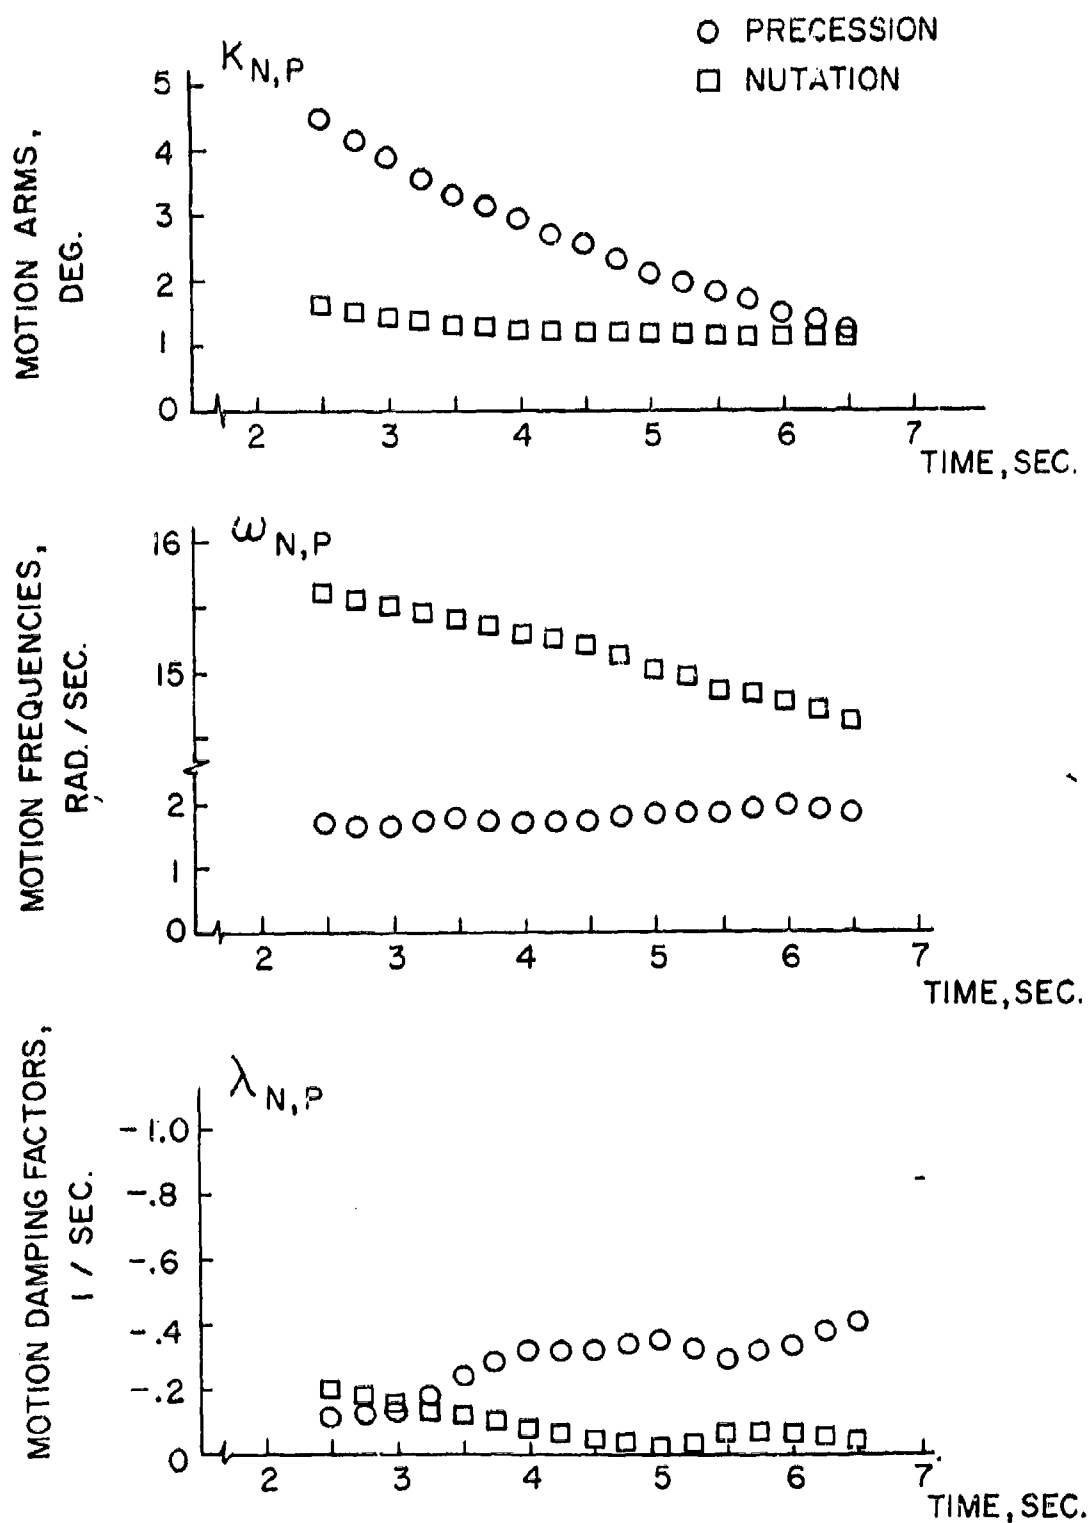 ○ PRECESSION
□ NUTATION
K N,P
MOTION ARMS,
DEG.
5
4
3
2
1
0
2 3 4 5 6 7
TIME, SEC.
ω N,P
MOTION FREQUENCIES,
RAD. / SEC.
16
15
2
1
0
2 3 4 5 6 7
TIME, SEC.
λ N,P
MOTION DAMPING FACTORS,
1 / SEC.
-1.0
-.8
-.6
-.4
-.2
0
2 3 4 5 6 7
TIME, SEC.